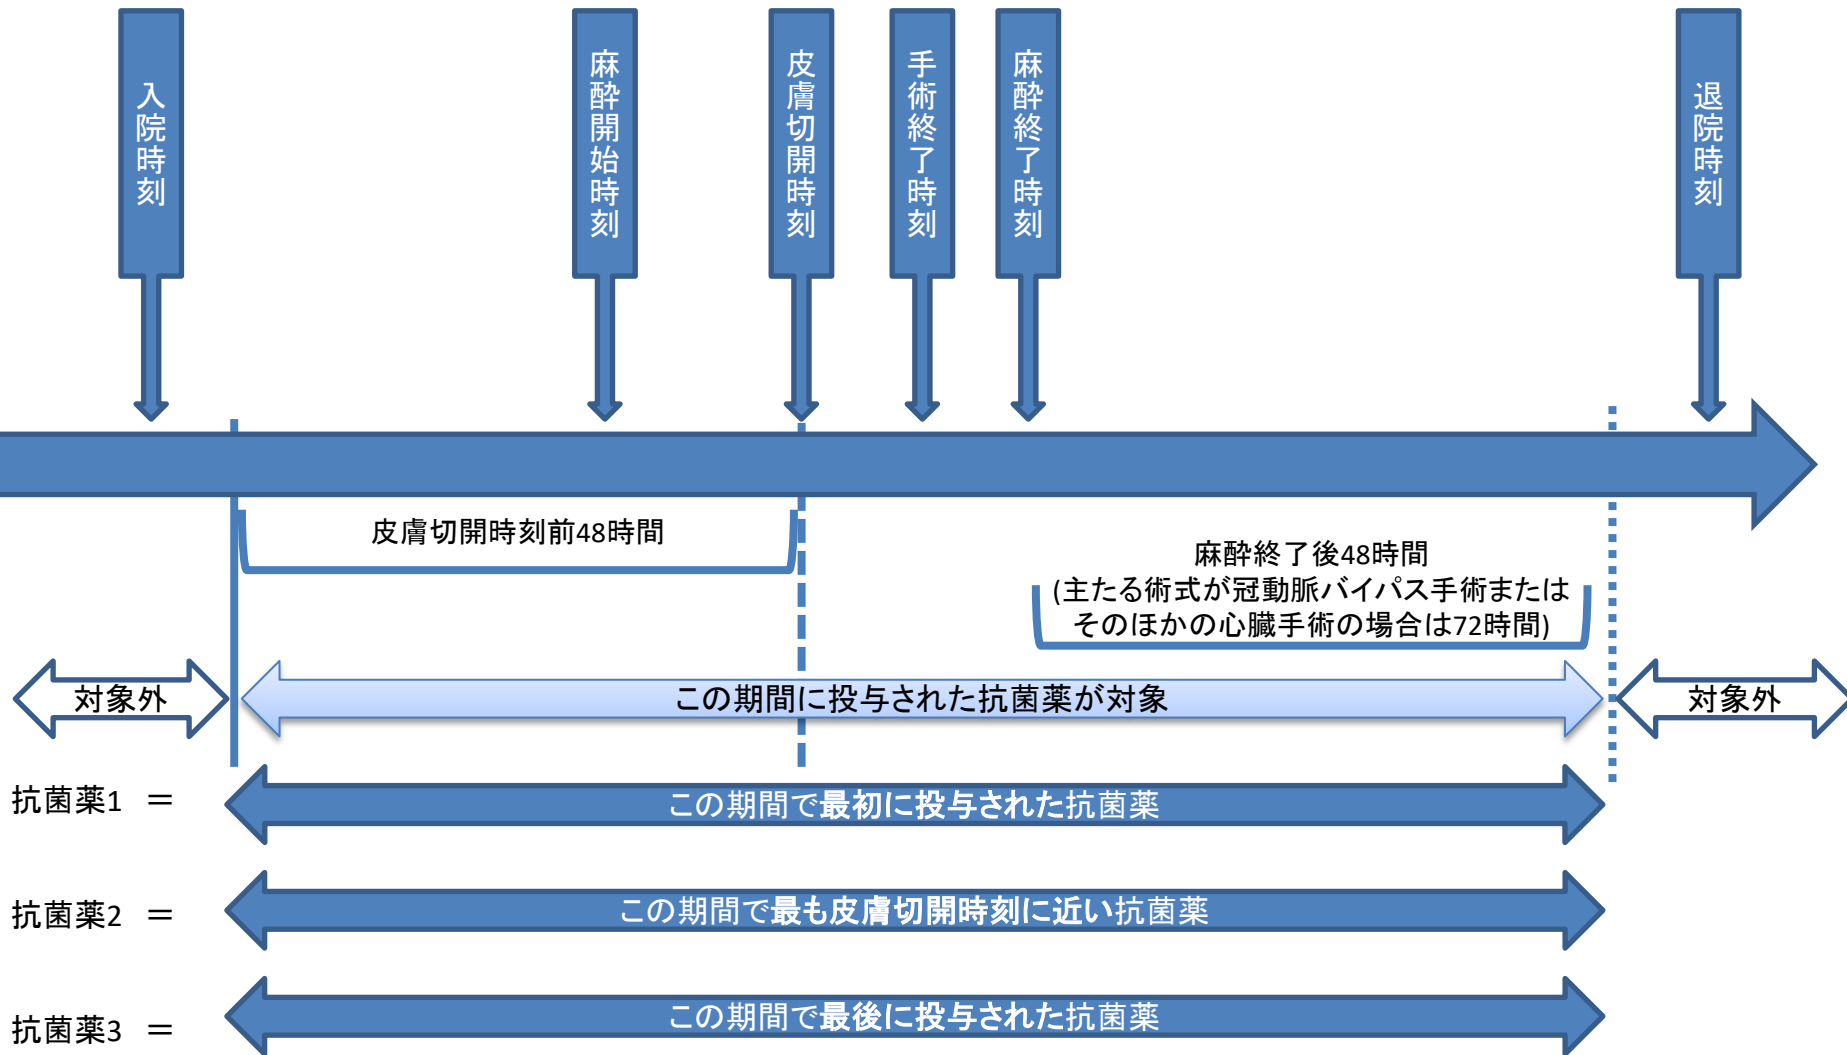 入院時刻
麻酔開始時刻
皮膚切開時刻
手術終了時刻
麻酔終了時刻
退院時刻
皮膚切開時刻前48時間
麻酔終了後48時間
(主たる術式が冠動脈バイパス手術または
そのほかの心臓手術の場合は72時間)
対象外
この期間に投与された抗菌薬が対象
対象外
抗菌薬1 ＝
この期間で最初に投与された抗菌薬
抗菌薬2 ＝
この期間で最も皮膚切開時刻に近い抗菌薬
抗菌薬3 ＝
この期間で最後に投与された抗菌薬